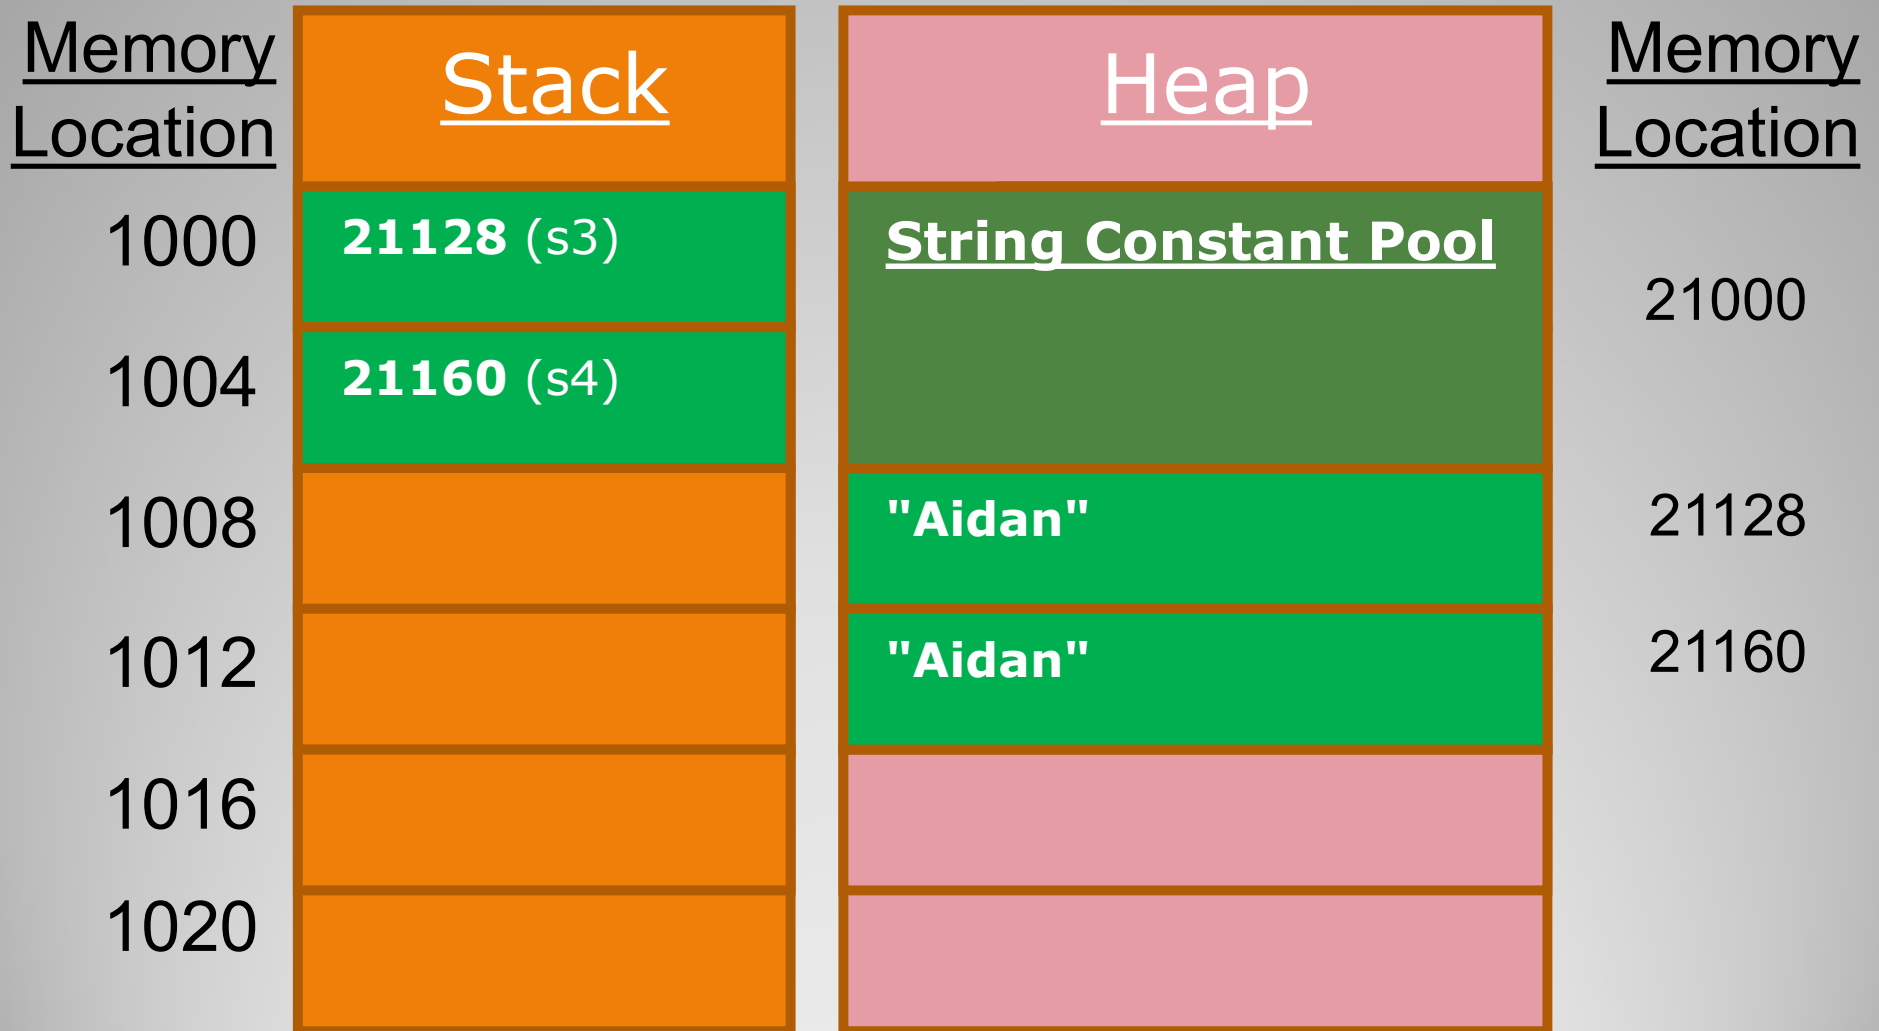 Memory
Location
Stack
Heap
Memory
Location
1000
21128 (s3)
String Constant Pool
21000
1004
21160 (s4)
1008
"Aidan"
21128
1012
"Aidan"
21160
1016
1020